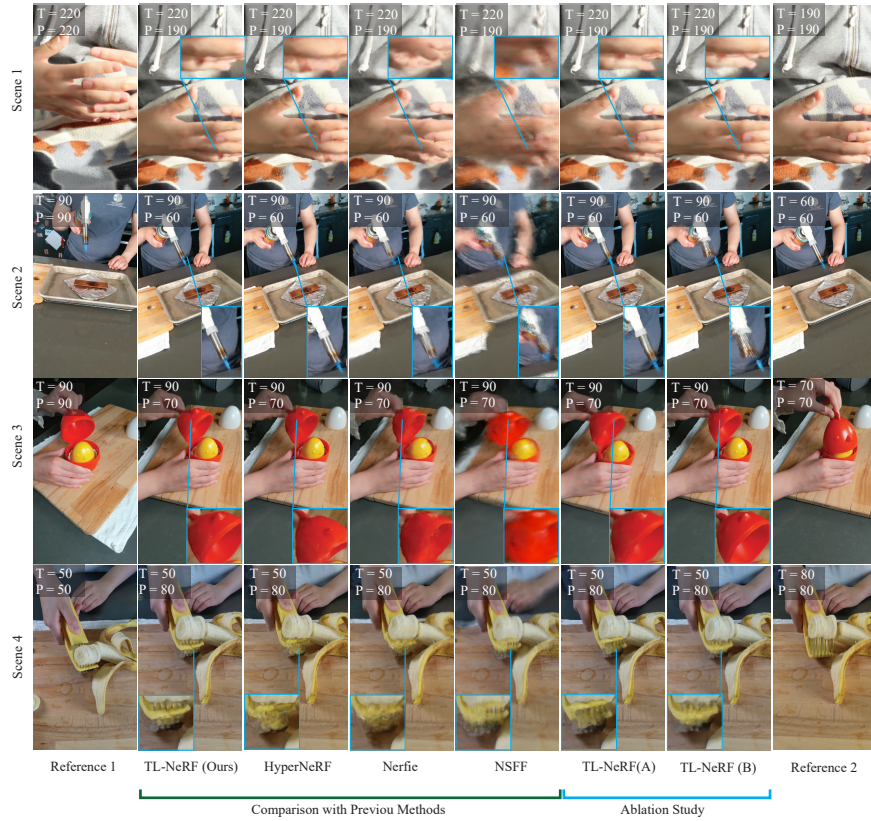 Scene 1
T = 220 T = 220 T = 220 T = 220 T = 220 T = 220 T = 220 T = 190
P = 220 P = 190 P = 190 P = 190 P = 190 P = 190 P = 190 P = 190
Scene 2
T = 90 T = 90 T = 90 T = 90 T = 90 T = 90 T = 90 T = 60
P = 90 P = 60 P = 60 P = 60 P = 60 P = 60 P = 60 P = 60
Scene 3
T = 90 T = 90 T = 90 T = 90 T = 90 T = 90 T = 90 T = 70
P = 90 P = 70 P = 70 P = 70 P = 70 P = 70 P = 70 P = 70
Scene 4
T = 50 T = 50 T = 50 T = 50 T = 50 T = 50 T = 50 T = 80
P = 50 P = 80 P = 80 P = 80 P = 80 P = 80 P = 80 P = 80
Reference 1 TL-NeRF (Ours) HyperNeRF Nerfie NSFF TL-NeRF(A) TL-NeRF (B) Reference 2
Comparison with Previou Methods Ablation Study